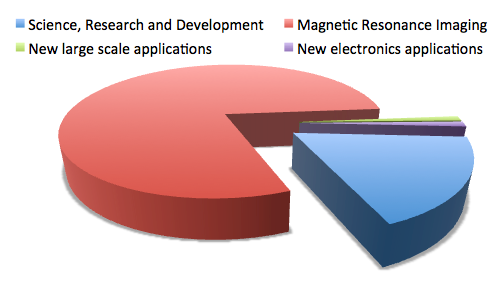 Science, Research and Development
Magnetic Resonance Imaging
New large scale applications
New electronics applications